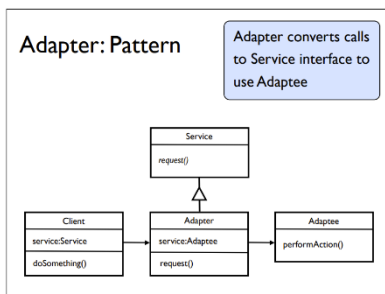 Adapter: Pattern
Adapter converts calls
to Service interface to
use Adaptee
Service
request()
Client
service:Service
doSomething()
Adapter
service:Adaptee
request()
Adaptee
performAction()